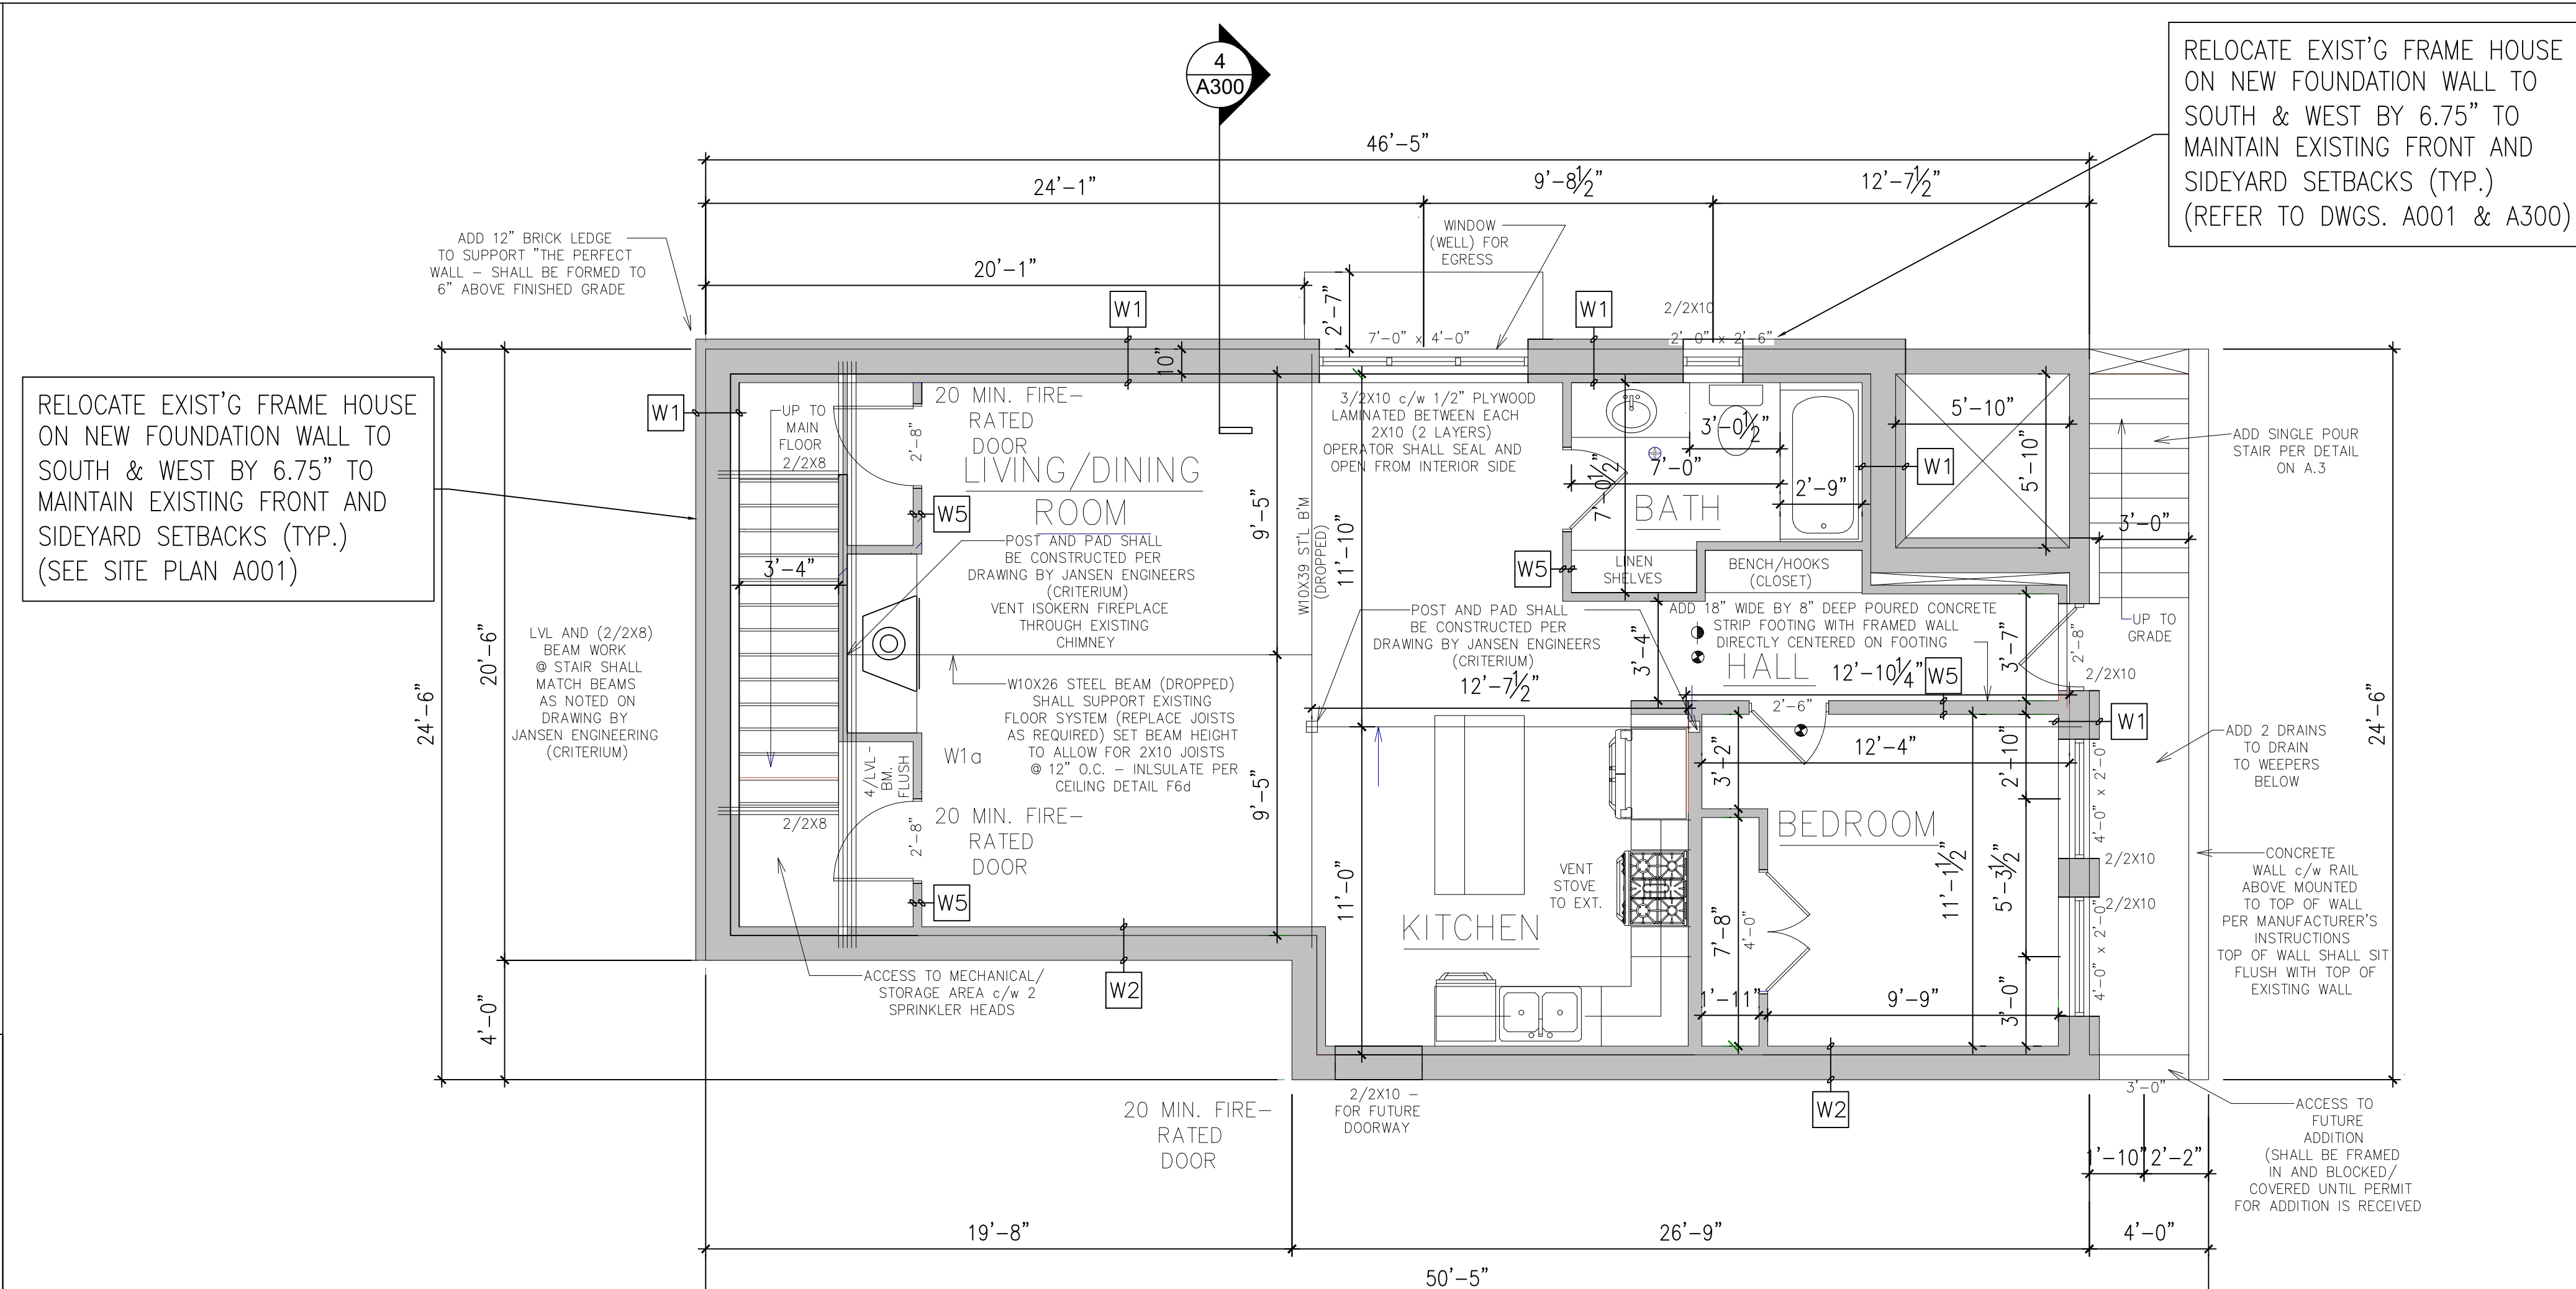 4
A300
RELOCATE EXIST'G FRAME HOUSE
ON NEW FOUNDATION WALL TO
SOUTH & WEST BY 6.75" TO
MAINTAIN EXISTING FRONT AND
SIDEYARD SETBACKS (TYP.)
(REFER TO DWGS. A001 & A300)
46'-5"
24'-1"
9'-8½"
12'-7½"
ADD 12" BRICK LEDGE
TO SUPPORT "THE PERFECT
WALL – SHALL BE FORMED TO
6" ABOVE FINISHED GRADE
WINDOW
(WELL) FOR
EGRESS
20'-1"
2'-7"
W1
W1
2/2X10
7'-0" x 4'-0"
2'-0" x 2'-6"
10"
RELOCATE EXIST'G FRAME HOUSE
ON NEW FOUNDATION WALL TO
SOUTH & WEST BY 6.75" TO
MAINTAIN EXISTING FRONT AND
SIDEYARD SETBACKS (TYP.)
(SEE SITE PLAN A001)
W1
UP TO
MAIN
FLOOR
2/2X8
2'-8"
20 MIN. FIRE–
RATED
DOOR
LIVING/DINING
ROOM
W5
9'-5"
3/2X10 c/w 1/2" PLYWOOD
LAMINATED BETWEEN EACH
2X10 (2 LAYERS)
OPERATOR SHALL SEAL AND
OPEN FROM INTERIOR SIDE
W10X39 ST'L B'M
(DROPPED)
11'-10"
3'-0½"
7'-0"
7'-0½"
2'-9"
BATH
W1
5'-10"
5'-10"
ADD SINGLE POUR
STAIR PER DETAIL
ON A.3
3'-0"
W5
LINEN
SHELVES
BENCH/HOOKS
(CLOSET)
3'-4"
POST AND PAD SHALL
BE CONSTRUCTED PER
DRAWING BY JANSEN ENGINEERS
(CRITERIUM)
VENT ISOKERN FIREPLACE
THROUGH EXISTING
CHIMNEY
POST AND PAD SHALL
BE CONSTRUCTED PER
DRAWING BY JANSEN ENGINEERS
(CRITERIUM)
ADD 18" WIDE BY 8" DEEP POURED CONCRETE
STRIP FOOTING WITH FRAMED WALL
DIRECTLY CENTERED ON FOOTING
3'-4"
HALL
12'-10¼"
W5
3'-7"
2'-8"
UP TO
GRADE
2/2X10
12'-7½"
24'-6"
20'-6"
LVL AND (2/2X8)
BEAM WORK
@ STAIR SHALL
MATCH BEAMS
AS NOTED ON
DRAWING BY
JANSEN ENGINEERING
(CRITERIUM)
W10X26 STEEL BEAM (DROPPED)
SHALL SUPPORT EXISTING
FLOOR SYSTEM (REPLACE JOISTS
AS REQUIRED) SET BEAM HEIGHT
TO ALLOW FOR 2X10 JOISTS
@ 12" O.C. – INLSULATE PER
CEILING DETAIL F6d
W1a
4/LVL-
BM.
FLUSH
9'-5"
2'-6"
W1
12'-4"
3'-2"
2'-10"
4'-0" x 2'-0"
ADD 2 DRAINS
TO DRAIN
TO WEEPERS
BELOW
24'-6"
2/2X8
2'-8"
20 MIN. FIRE–
RATED
DOOR
W5
BEDROOM
11'-0"
KITCHEN
VENT
STOVE
TO EXT.
7'-8"
4'-0"
11'-1½"
5'-3½"
2/2X10
2/2X10
4'-0" x 2'-0"
CONCRETE
WALL c/w RAIL
ABOVE MOUNTED
TO TOP OF WALL
PER MANUFACTURER'S
INSTRUCTIONS
TOP OF WALL SHALL SIT
FLUSH WITH TOP OF
EXISTING WALL
4'-0"
ACCESS TO MECHANICAL/
STORAGE AREA c/w 2
SPRINKLER HEADS
W2
1'-11"
9'-9"
3'-0"
2/2X10 –
FOR FUTURE
DOORWAY
20 MIN. FIRE–
RATED
DOOR
W2
3'-0"
ACCESS TO
FUTURE
ADDITION
(SHALL BE FRAMED
IN AND BLOCKED/
COVERED UNTIL PERMIT
FOR ADDITION IS RECEIVED
1'-10"
2'-2"
19'-8"
26'-9"
4'-0"
50'-5"